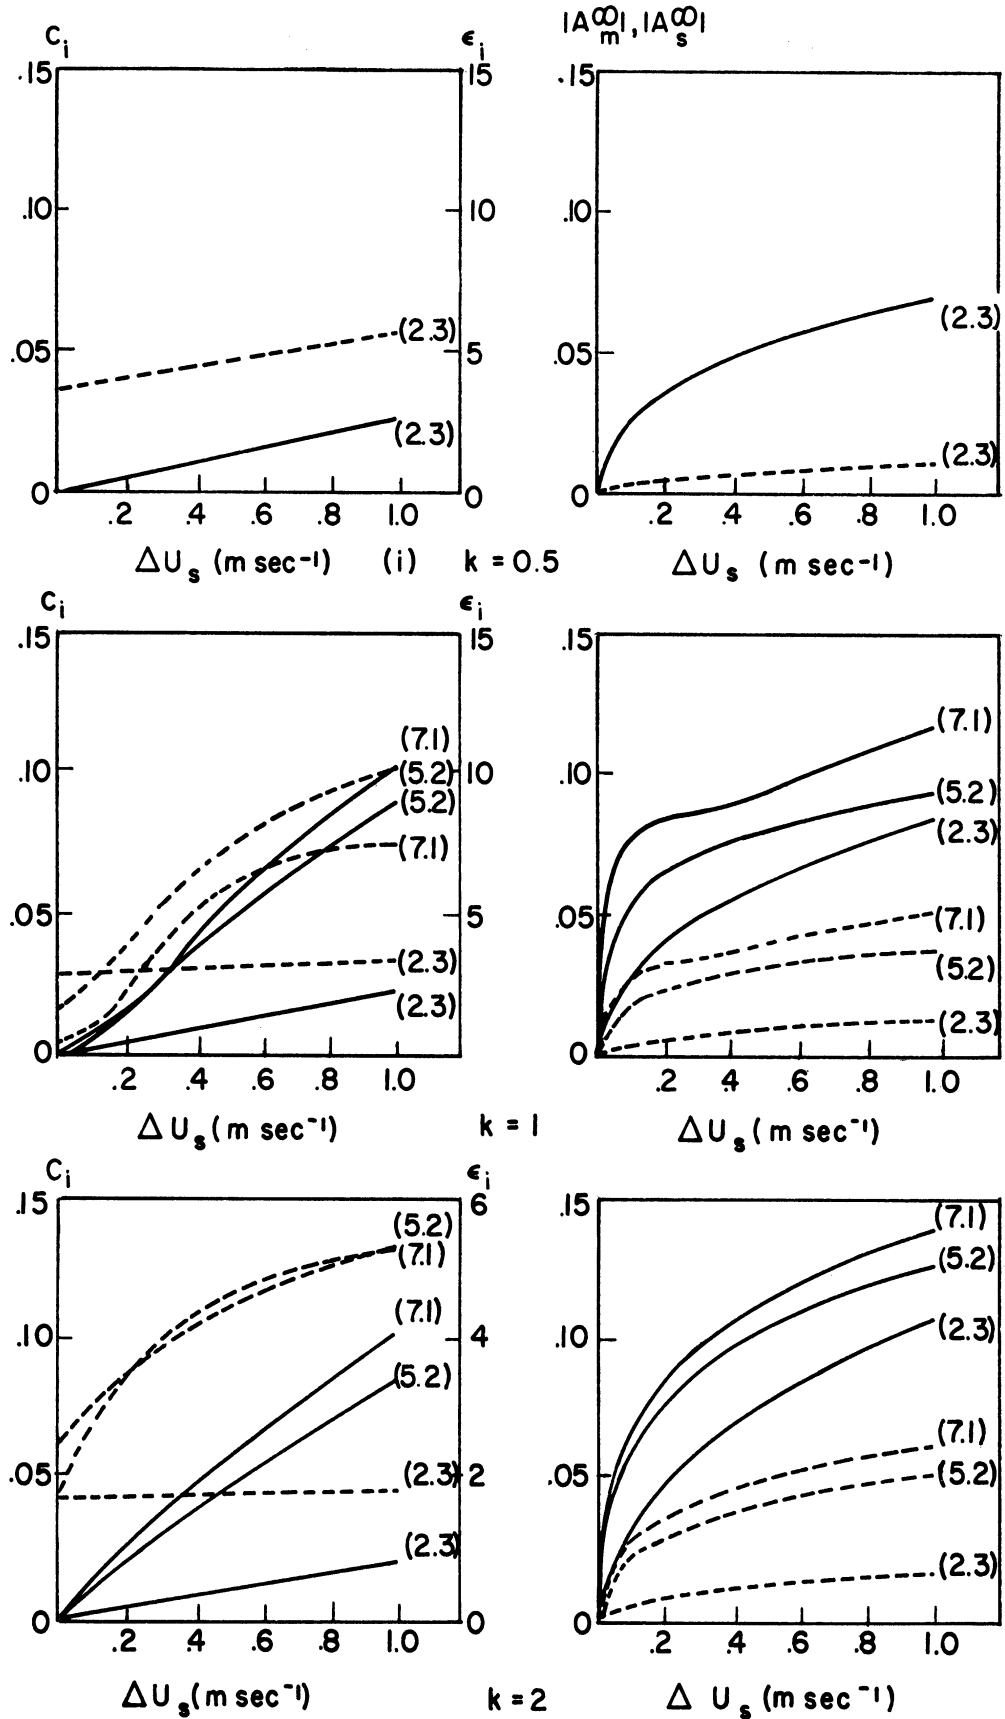 C_i ϵ_i |A_m^∞|, |A_s^∞|
.15 15 .15
.10 10 .10
(2.3) (2.3)
.05 5 .05
(2.3) (2.3)
0 0 0
.2 .4 .6 .8 1.0 .2 .4 .6 .8 1.0
ΔU_s (m sec-1) (i) k = 0.5 ΔU_s (m sec-1)
C_i ϵ_i
.15 15 .15
(7.1) (7.1)
.10 (5.2) 10 .10
(5.2) (5.2)
(7.1) (2.3)
.05 5 .05 (7.1)
(2.3) (5.2)
(2.3) (2.3)
0 0 0
.2 .4 .6 .8 1.0 .2 .4 .6 .8 1.0
ΔU_s (m sec⁻¹) k = 1 ΔU_s (m sec⁻¹)
C_i ϵ_i
.15 6 .15
(5.2) (7.1)
(7.1) (5.2)
(7.1) (2.3)
.10 4 .10
(5.2) (7.1)
.05 (2.3) 2 .05 (5.2)
(2.3) (2.3)
0 0 0
.2 .4 .6 .8 1.0 .2 .4 .6 .8 1.0
ΔU_s (m sec⁻¹) k = 2 ΔU_s (m sec⁻¹)